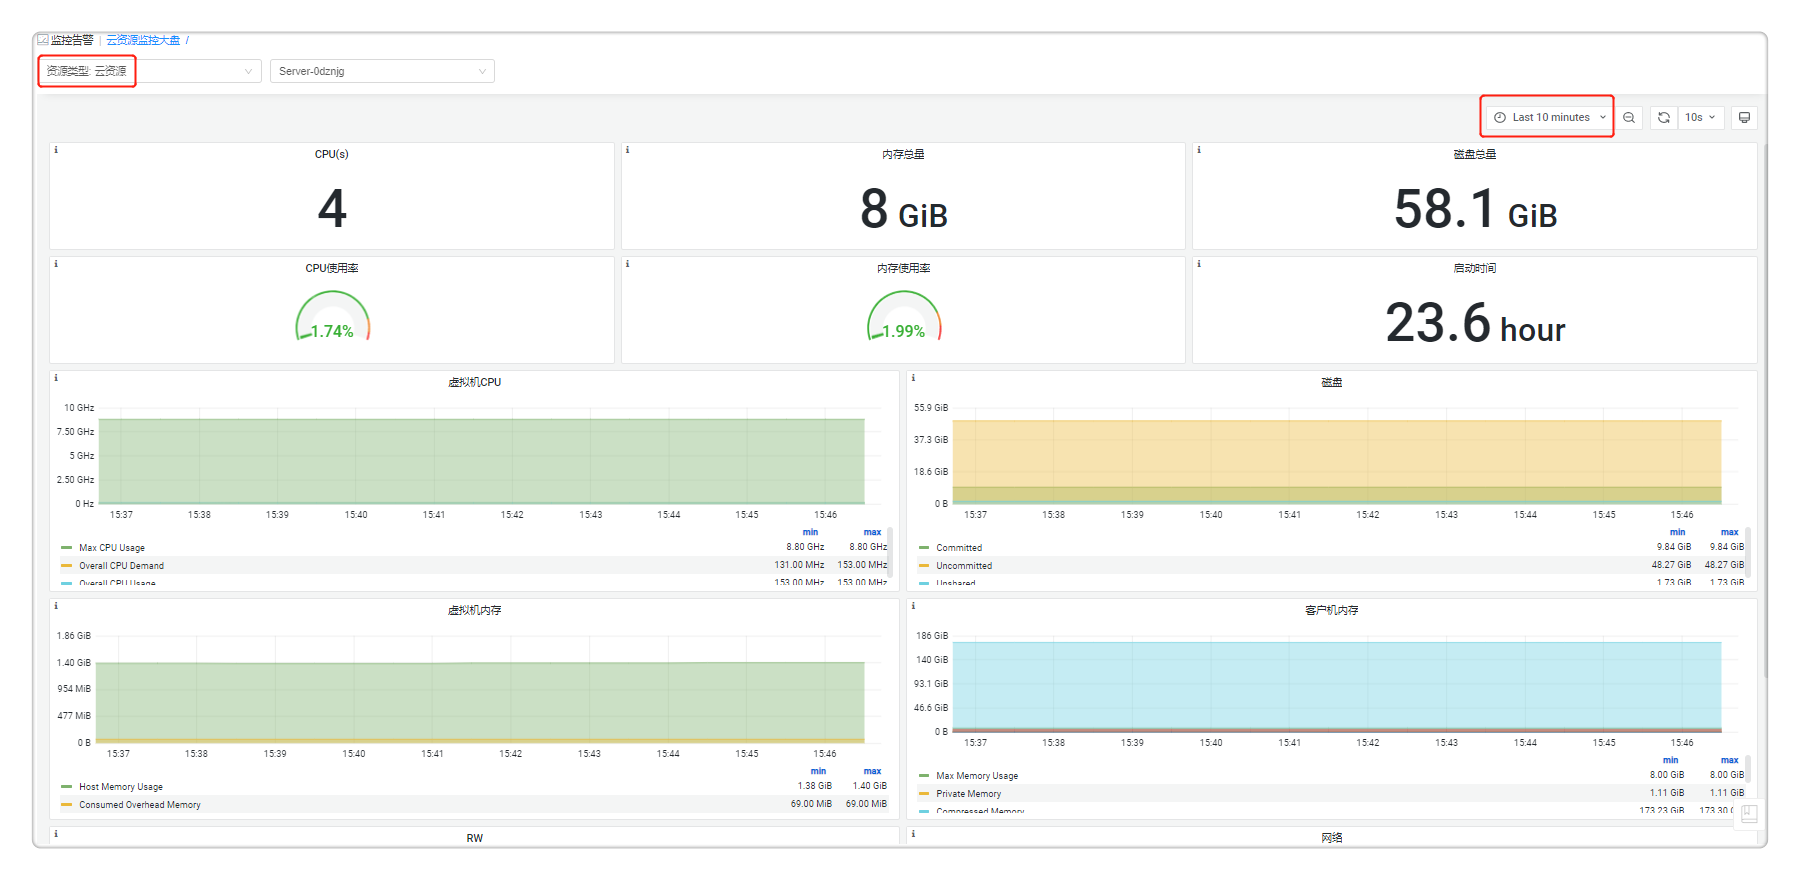 监控告警 | 云资源监控大盘 /
资源类型: 云资源
Server-0dznjg
Last 10 minutes
10s
CPU(s)
4
内存总量
8 GiB
磁盘总量
58.1 GiB
CPU使用率
1.74%
内存使用率
1.99%
启动时间
23.6 hour
虚拟机CPU
10 GHz
7.50 GHz
5 GHz
2.50 GHz
0 Hz
15:37 15:38 15:39 15:40 15:41 15:42 15:43 15:44 15:45 15:46
min max
Max CPU Usage 8.80 GHz 8.80 GHz
Overall CPU Demand 131.00 MHz 153.00 MHz
Overall CPU Usage 153.00 MHz 153.00 MHz
磁盘
55.9 GiB
37.3 GiB
18.6 GiB
0 B
15:37 15:38 15:39 15:40 15:41 15:42 15:43 15:44 15:45 15:46
min max
Committed 9.84 GiB 9.84 GiB
Uncommitted 48.27 GiB 48.27 GiB
Unshared 1.73 GiB 1.73 GiB
虚拟机内存
1.86 GiB
1.40 GiB
954 MiB
477 MiB
0 B
15:37 15:38 15:39 15:40 15:41 15:42 15:43 15:44 15:45 15:46
min max
Host Memory Usage 1.38 GiB 1.40 GiB
Consumed Overhead Memory 69.00 MiB 69.00 MiB
客户机内存
186 GiB
140 GiB
93.1 GiB
46.6 GiB
0 B
15:37 15:38 15:39 15:40 15:41 15:42 15:43 15:44 15:45 15:46
min max
Max Memory Usage 8.00 GiB 8.00 GiB
Private Memory 1.11 GiB 1.11 GiB
Compressed Memory 173.23 GiB 173.30
RW
网络